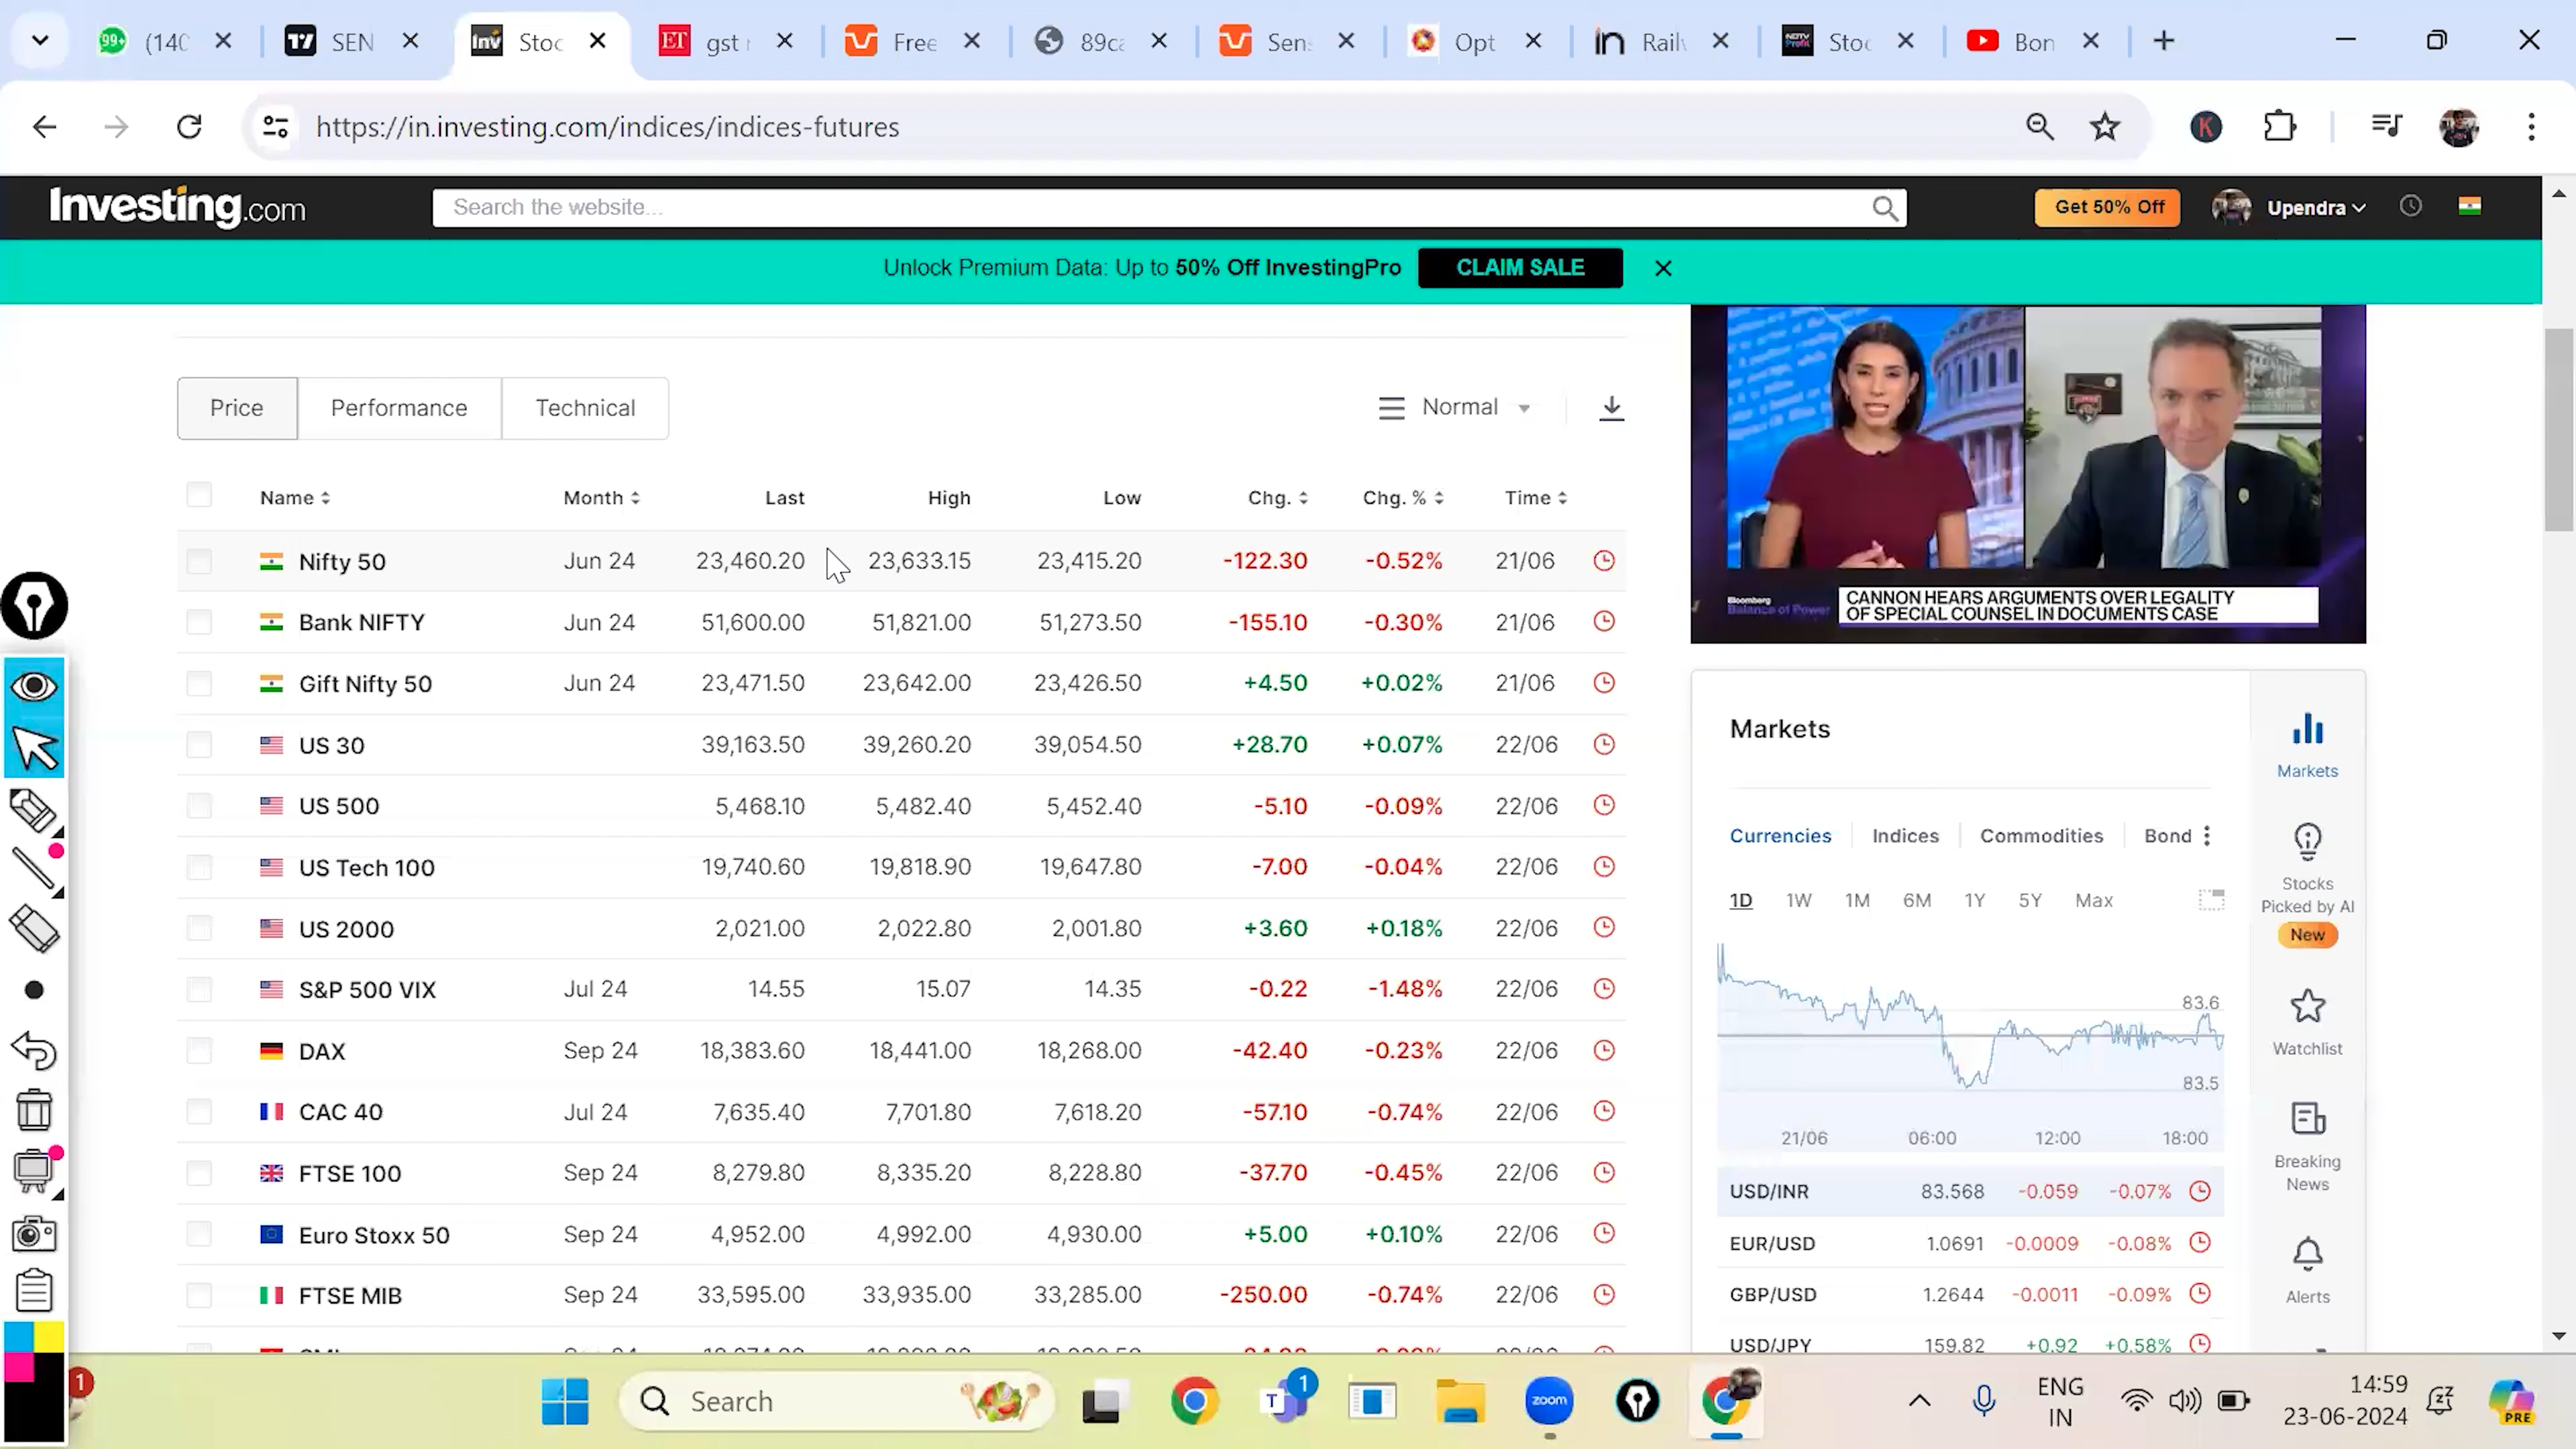 99+ (140
SEN
Inv Stoc
ET gst r
Free
89ca
Sens
Opt
in Railv
NDTV Profit Stoc
Bon
https://in.investing.com/indices/indices-futures
K
Investing.com
Search the website...
Get 50% Off
Upendra
Unlock Premium Data: Up to 50% Off InvestingPro
CLAIM SALE
Price Performance Technical
Normal
Name Month Last High Low Chg. Chg. % Time
Nifty 50 Jun 24 23,460.20 23,633.15 23,415.20 -122.30 -0.52% 21/06
Bank NIFTY Jun 24 51,600.00 51,821.00 51,273.50 -155.10 -0.30% 21/06
Gift Nifty 50 Jun 24 23,471.50 23,642.00 23,426.50 +4.50 +0.02% 21/06
US 30 39,163.50 39,260.20 39,054.50 +28.70 +0.07% 22/06
US 500 5,468.10 5,482.40 5,452.40 -5.10 -0.09% 22/06
US Tech 100 19,740.60 19,818.90 19,647.80 -7.00 -0.04% 22/06
US 2000 2,021.00 2,022.80 2,001.80 +3.60 +0.18% 22/06
S&P 500 VIX Jul 24 14.55 15.07 14.35 -0.22 -1.48% 22/06
DAX Sep 24 18,383.60 18,441.00 18,268.00 -42.40 -0.23% 22/06
CAC 40 Jul 24 7,635.40 7,701.80 7,618.20 -57.10 -0.74% 22/06
FTSE 100 Sep 24 8,279.80 8,335.20 8,228.80 -37.70 -0.45% 22/06
Euro Stoxx 50 Sep 24 4,952.00 4,992.00 4,930.00 +5.00 +0.10% 22/06
FTSE MIB Sep 24 33,595.00 33,935.00 33,285.00 -250.00 -0.74% 22/06
Bloomberg
Balance of Power
CANNON HEARS ARGUMENTS OVER LEGALITY
OF SPECIAL COUNSEL IN DOCUMENTS CASE
Markets
Currencies Indices Commodities Bond
1D 1W 1M 6M 1Y 5Y Max
83.6
83.5
21/06 06:00 12:00 18:00
USD/INR 83.568 -0.059 -0.07%
EUR/USD 1.0691 -0.0009 -0.08%
GBP/USD 1.2644 -0.0011 -0.09%
USD/JPY 159.82 +0.92 +0.58%
Markets
Stocks
Picked by AI
New
Watchlist
Breaking
News
Alerts
1
Search
T 1
zoom
ENG
IN
14:59
23-06-2024
PRE